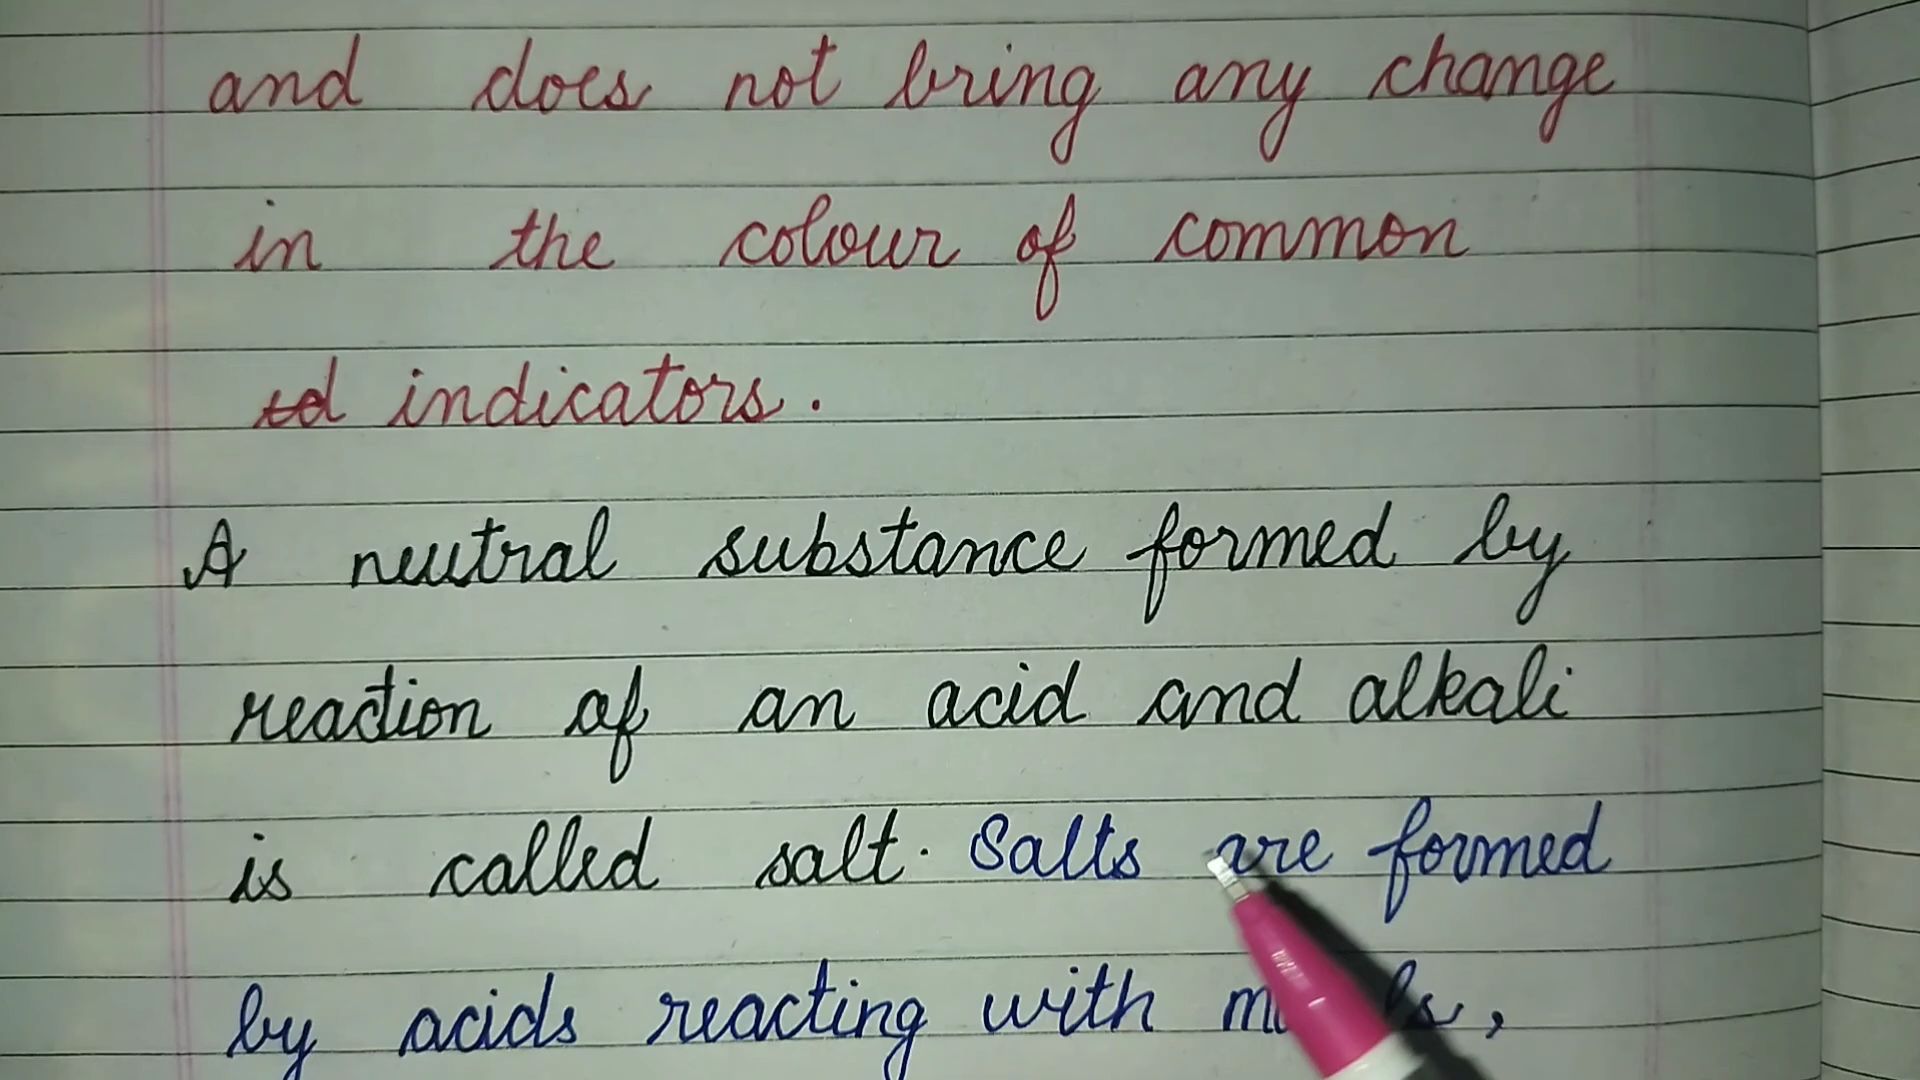 and does not bring any change
in the colour of common
indicators.
A neutral substance formed by
reaction of an acid and alkali
is called salt. Salts are formed
by acids reacting with